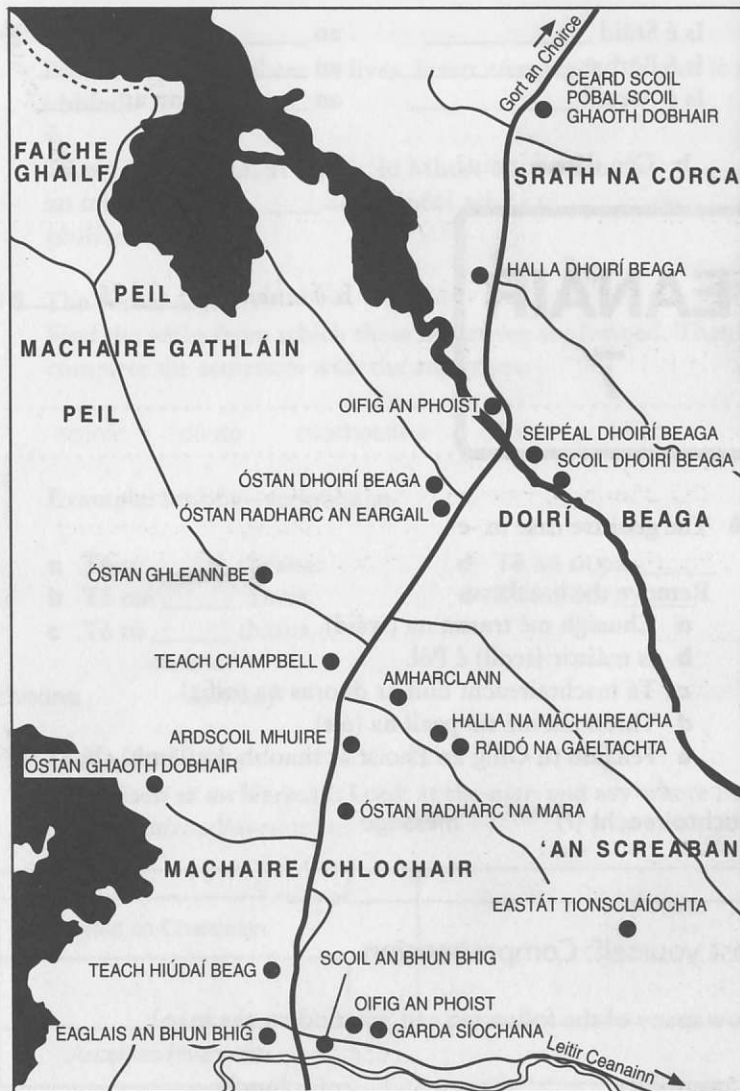 Gort an Choirce
CEARD SCOIL
POBAL SCOIL
GHAOTH DOBHAIR
FAICHE
GHAILF
SRATH NA CORCA
HALLA DHOIRÍ BEAGA
PEIL
MACHAIRE GATHLÁIN
PEIL
OIFIG AN PHOIST
SÉIPÉAL DHOIRÍ BEAGA
SCOIL DHOIRÍ BEAGA
ÓSTAN DHOIRÍ BEAGA
ÓSTAN RADHARC AN EARGAIL
DOIRÍ BEAGA
ÓSTAN GHLEANN BE
TEACH CHAMPBELL
AMHARCLANN
HALLA NA MACHAIREACHA
ARDSCOIL MHUIRE
RAIDÓ NA GAELTACHTA
ÓSTAN GHAOTH DOBHAIR
ÓSTAN RADHARC NA MARA
'AN SCREABAN
MACHAIRE CHLOCHAIR
EASTÁT TIONSCLAÍOCHTA
SCOIL AN BHUN BHIG
TEACH HIÚDAÍ BEAG
OIFIG AN PHOIST
EAGLAIS AN BHUN BHIG
GARDA SÍOCHÁNA
Leitir Ceanainn